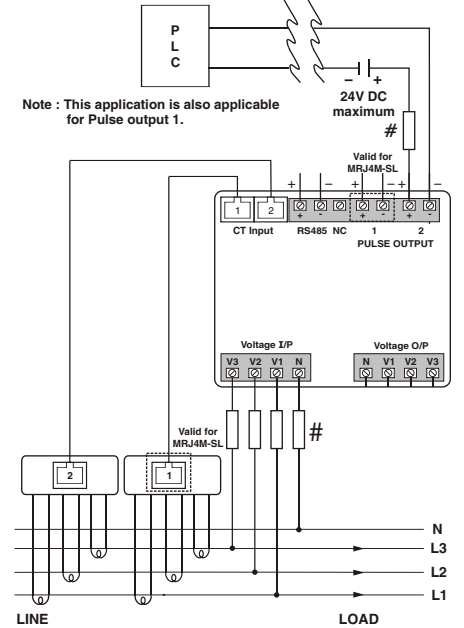 P
L
C
− +
24V DC
maximum
#
Note : This application is also applicable
for Pulse output 1.
Valid for
MRJ4M-SL
+ − + − + −
1 2
+ - + - + -
CT Input RS485 NC 1 2
PULSE OUTPUT
Voltage I/P Voltage O/P
V3 V2 V1 N N V1 V2 V3
Valid for
MRJ4M-SL
#
2 1
N
L3
L2
L1
LINE LOAD